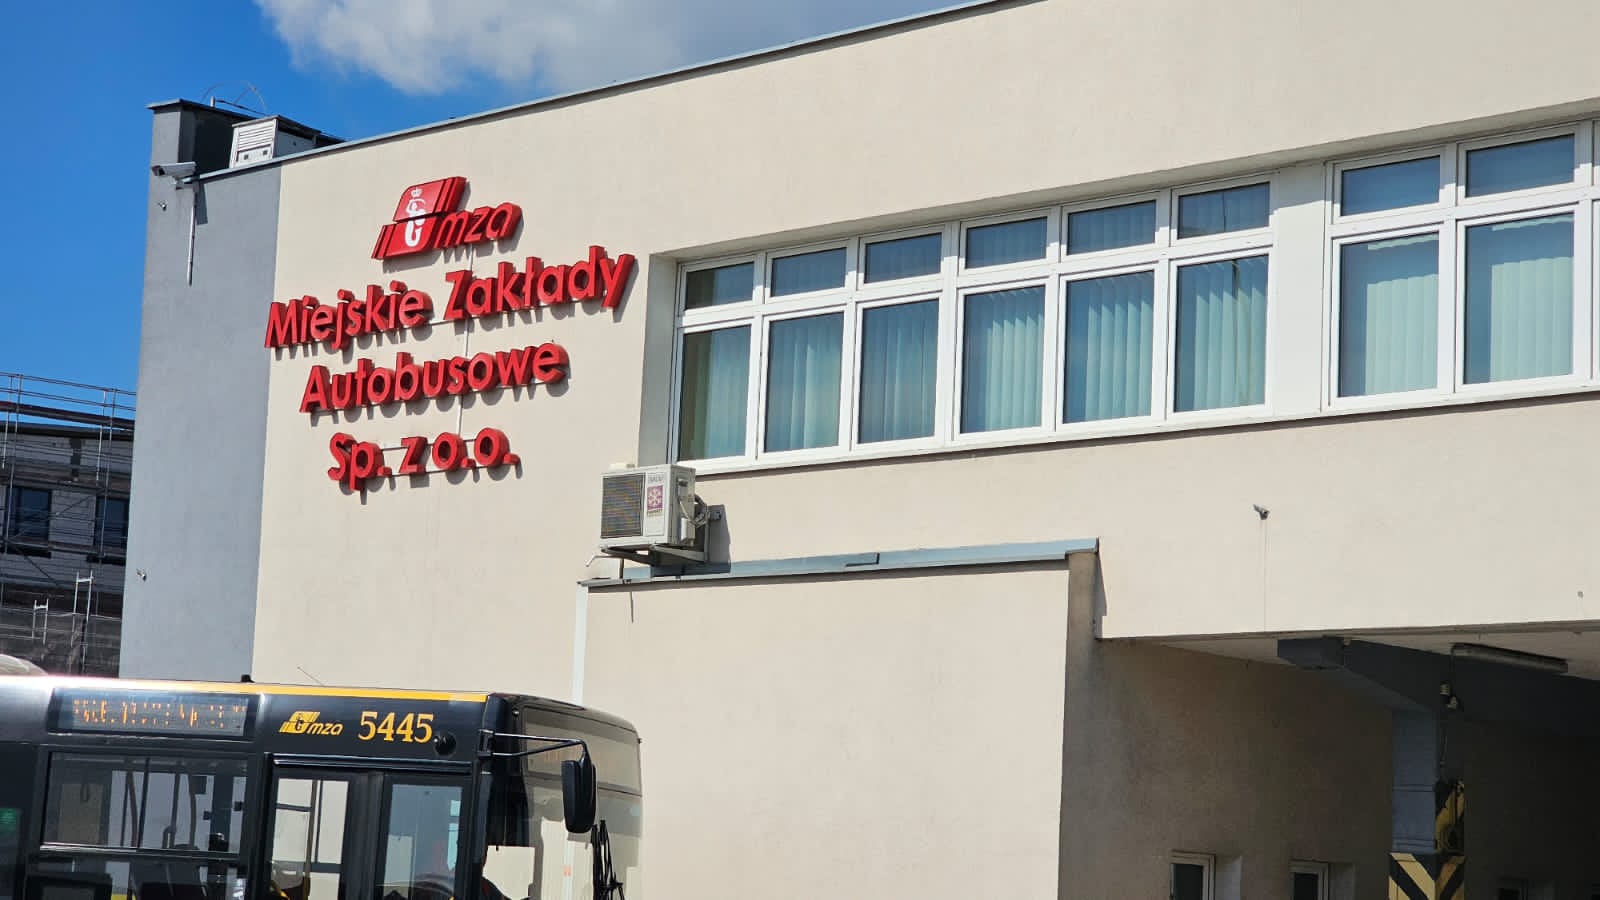 mza
Miejskie Zakłady
Autobusowe
Sp. z o.o.
mza 5445